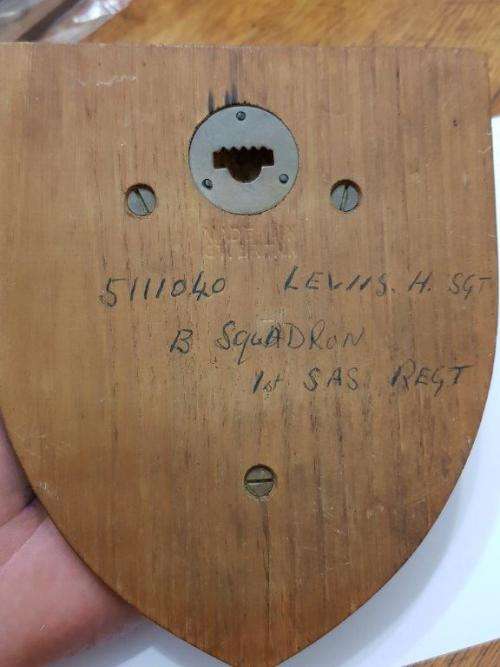 5111040 LEWIS. H. SGT
B SQUADRON
1st SAS REGT